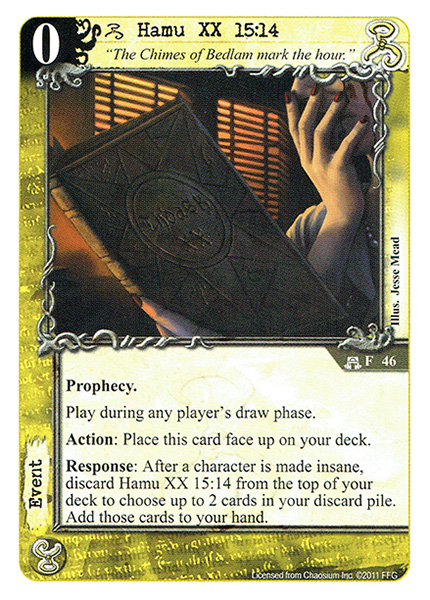 0
Hamu XX 15:14
“The Chimes of Bedlam mark the hour.”
XX
Illus. Jesse Mead
F 46
Prophecy.
Play during any player’s draw phase.
Action: Place this card face up on your deck.
Response: After a character is made insane,
discard Hamu XX 15:14 from the top of your
deck to choose up to 2 cards in your discard pile.
Add those cards to your hand.
Event
Licensed from Chaosium Inc. ©2011 FFG